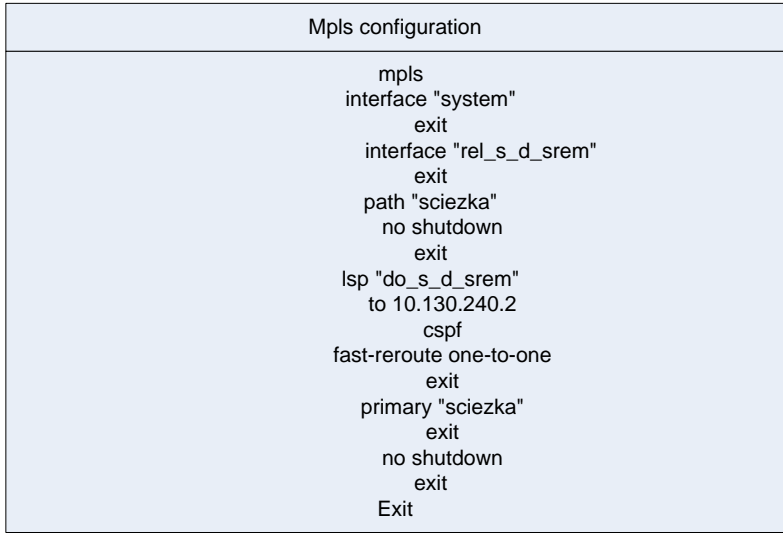 Mpls configuration
mpls
interface "system"
exit
interface "rel_s_d_srem"
exit
path "sciezka"
no shutdown
exit
lsp "do_s_d_srem"
to 10.130.240.2
cspf
fast-reroute one-to-one
exit
primary "sciezka"
exit
no shutdown
exit
Exit